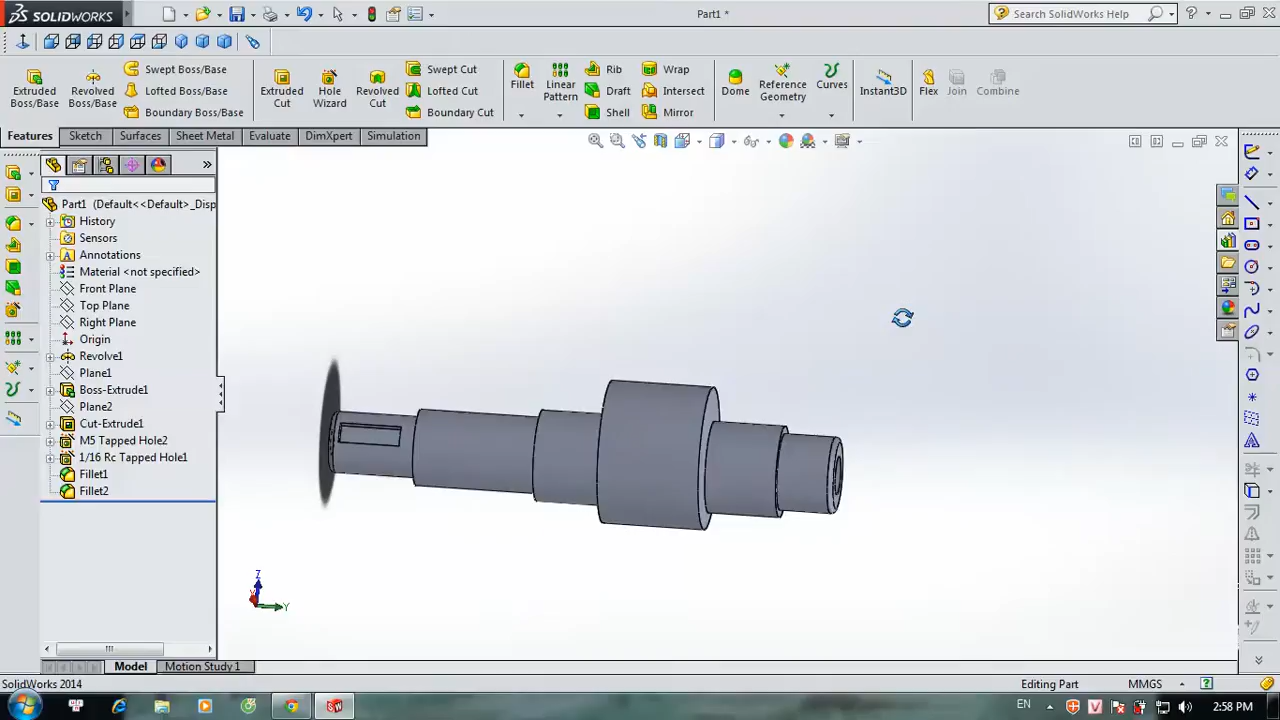 SOLIDWORKS
Part1 *
Search SolidWorks Help
Extruded Boss/Base
Revolved Boss/Base
Swept Boss/Base
Lofted Boss/Base
Boundary Boss/Base
Extruded Cut
Hole Wizard
Revolved Cut
Swept Cut
Lofted Cut
Boundary Cut
Fillet
Linear Pattern
Rib
Draft
Shell
Wrap
Intersect
Mirror
Dome
Reference Geometry
Curves
Instant3D
Flex
Join
Combine
Features
Sketch
Surfaces
Sheet Metal
Evaluate
DimXpert
Simulation
Part1 (Default<<Default>_Disp
History
Sensors
Annotations
Material <not specified>
Front Plane
Top Plane
Right Plane
Origin
Revolve1
Plane1
Boss-Extrude1
Plane2
Cut-Extrude1
M5 Tapped Hole2
1/16 Rc Tapped Hole1
Fillet1
Fillet2
Z
Y
Model
Motion Study 1
SolidWorks 2014
Editing Part
MMGS
EN
2:58 PM